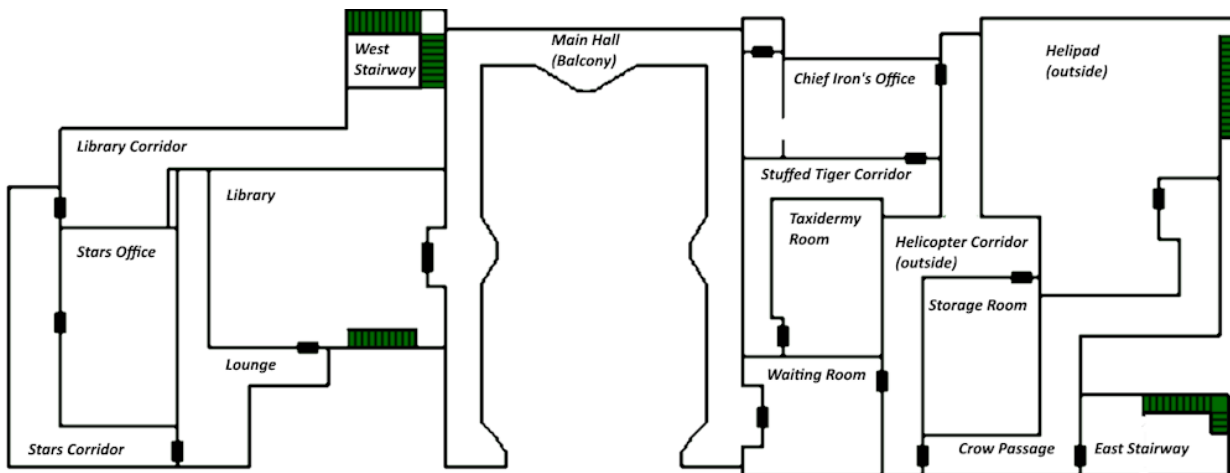 Main Hall
(Balcony)
West
Stairway
Helipad
(outside)
Chief Iron's Office
Library Corridor
Stuffed Tiger Corridor
Library
Taxidermy
Room
Stars Office
Helicopter Corridor
(outside)
Storage Room
Lounge
Waiting Room
Stars Corridor
Crow Passage
East Stairway